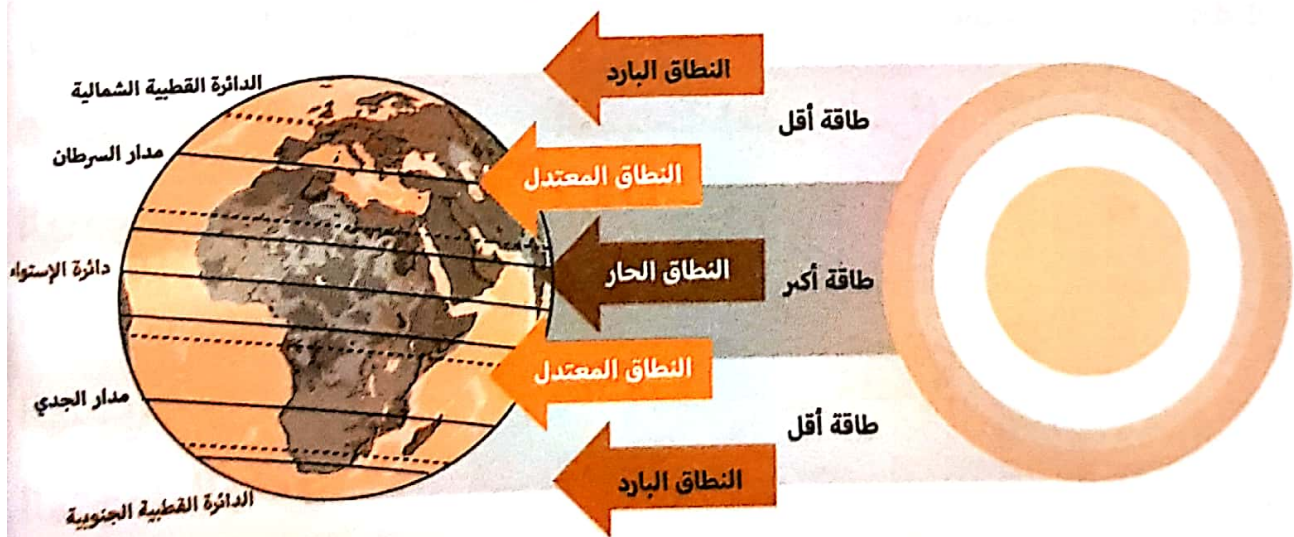 النطاق البارد
الدائرة القطبية الشمالية
طاقة أقل
مدار السرطان
النطاق المعتدل
دائرة الإستواء
النطاق الحار
طاقة أكبر
النطاق المعتدل
مدار الجدي
طاقة أقل
النطاق البارد
الدائرة القطبية الجنوبية